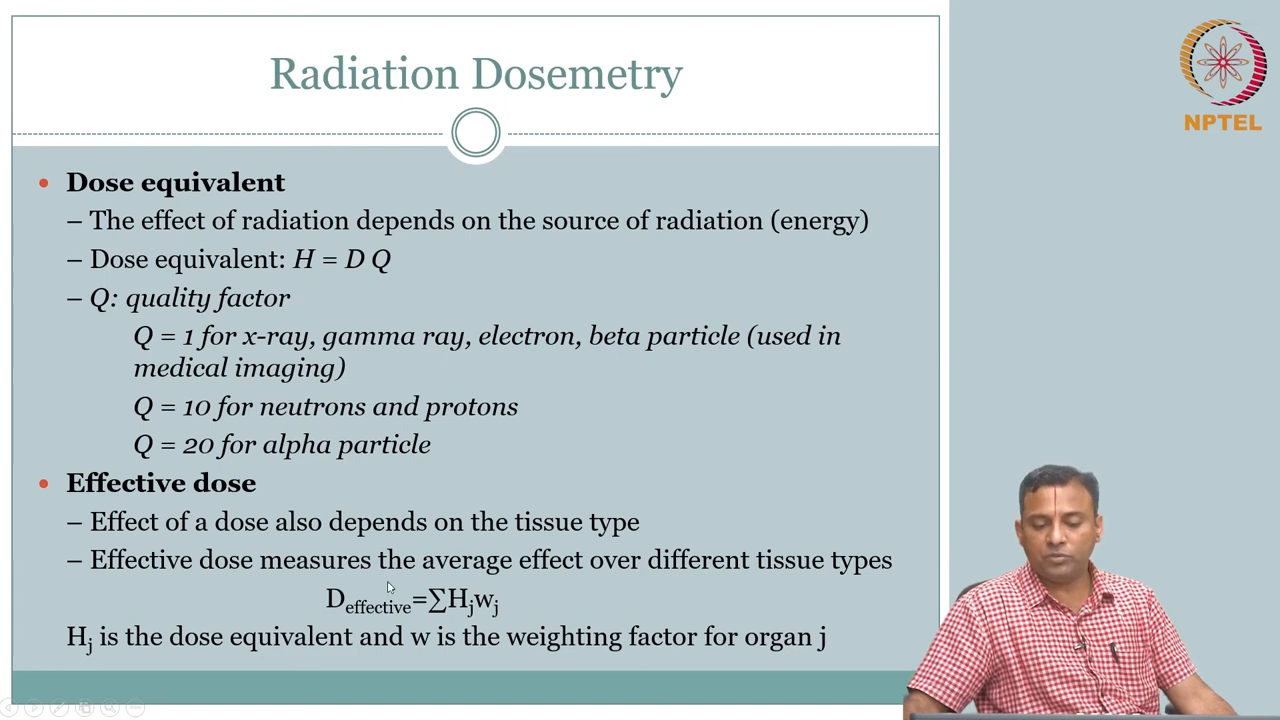 Radiation Dosemetry
NPTEL
• Dose equivalent
– The effect of radiation depends on the source of radiation (energy)
– Dose equivalent: H = D Q
– Q: quality factor
Q = 1 for x-ray, gamma ray, electron, beta particle (used in
medical imaging)
Q = 10 for neutrons and protons
Q = 20 for alpha particle
• Effective dose
– Effect of a dose also depends on the tissue type
– Effective dose measures the average effect over different tissue types
Deffective=∑Hjwj
Hj is the dose equivalent and w is the weighting factor for organ j